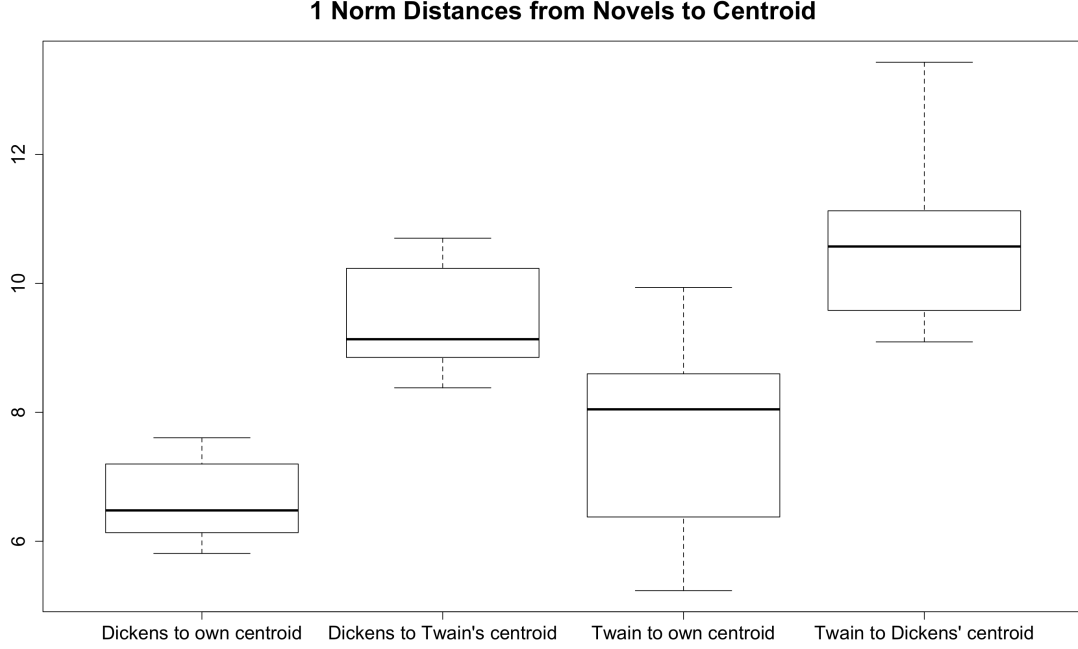 1 Norm Distances from Novels to Centroid
12
10
8
6
Dickens to own centroid
Dickens to Twain's centroid
Twain to own centroid
Twain to Dickens' centroid